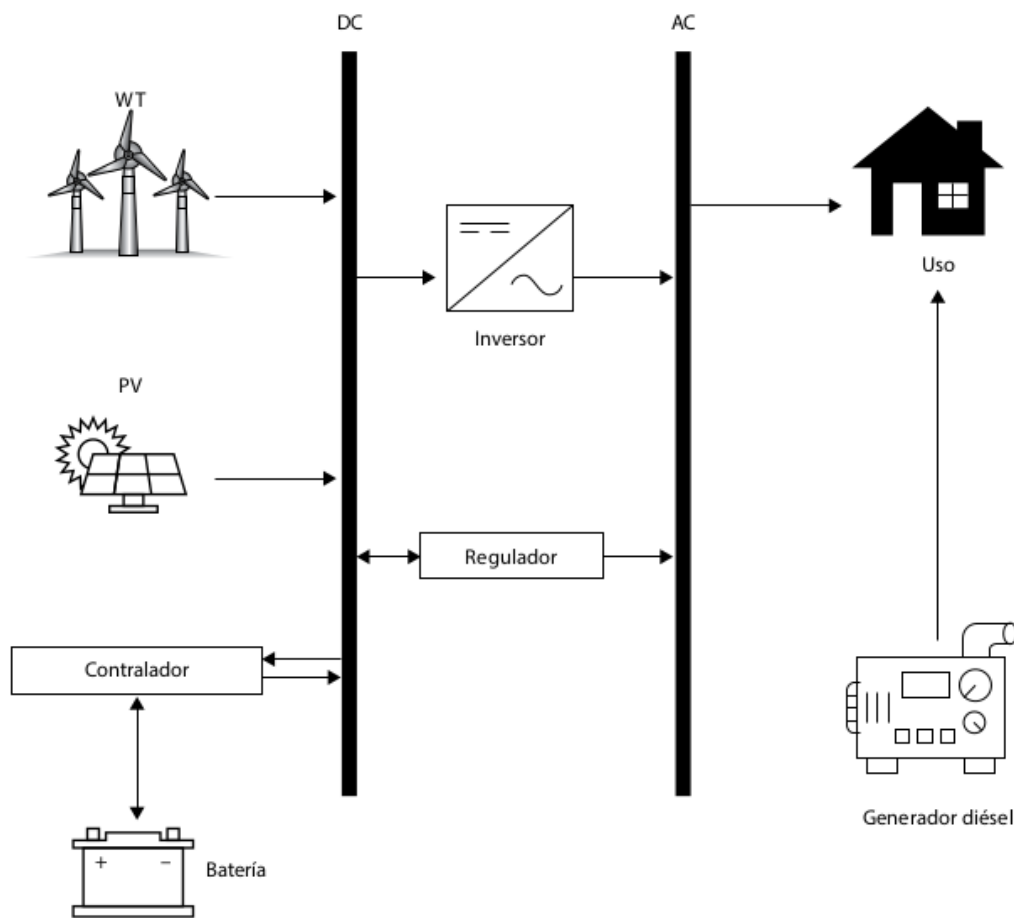 DC
AC
WT
Uso
Inversor
PV
Regulador
Contralador
Generador diésel
+
−
Batería